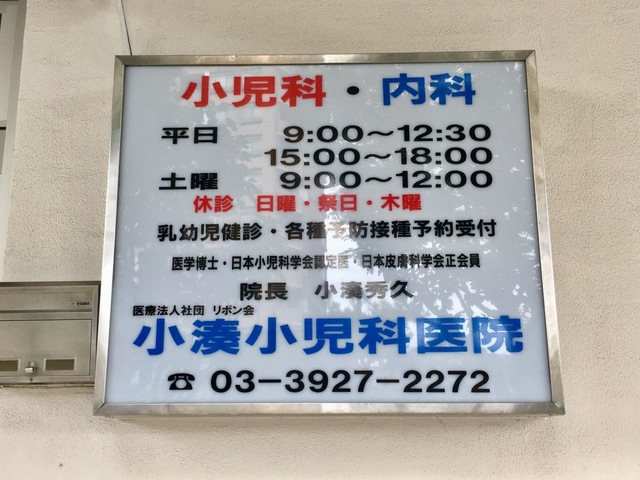 小児科・内科
平日 9:00〜12:30
15:00〜18:00
土曜 9:00〜12:00
休診 日曜・祭日・木曜
乳幼児健診・各種予防接種予約受付
医学博士・日本小児科学会認定医・日本皮膚科学会正会員
院長 小湊秀久
医療法人社団 リボン会
小湊小児科医院
☎ 03-3927-2272